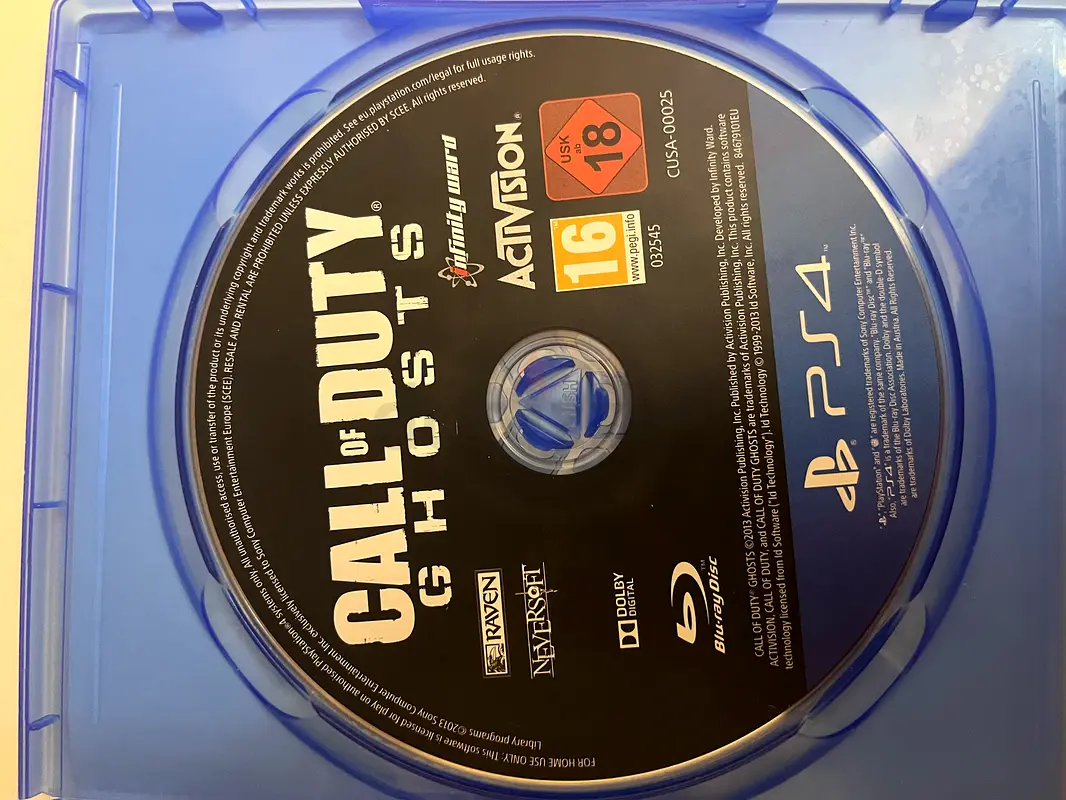 FOR HOME USE ONLY: This software is licensed for play on authorised PlayStation®4 systems only. All unauthorised access, use or transfer of the product or its underlying copyright and trademark works is prohibited. See eu.playstation.com/legal for full usage rights.
Library programs ©2013 Sony Computer Entertainment Inc. exclusively licensed to Sony Computer Entertainment Europe (SCEE). RESALE AND RENTAL ARE PROHIBITED UNLESS EXPRESSLY AUTHORISED BY SCEE. All rights reserved.
CALL OF DUTY®
GHOSTS
RAVEN
NEVERSOFT
Infinity Ward
ACTIVISION®
DOLBY
DIGITAL
Blu-ray Disc™
16
www.pegi.info
032545
USK
ab
18
CUSA-00025
CALL OF DUTY® GHOSTS ©2013 Activision Publishing, Inc. Published by Activision Publishing, Inc. Developed by Infinity Ward.
ACTIVISION, CALL OF DUTY, and CALL OF DUTY GHOSTS are trademarks of Activision Publishing, Inc. This product contains software
technology licensed from Id Software ("Id Technology"). Id Technology © 1999-2013 Id Software, Inc. All rights reserved. 84679101EU
PS4™
"PlayStation" and are registered trademarks of Sony Computer Entertainment Inc.
Also, "PS4" is a trademark of the same company. "Blu-ray Disc™" and "Blu-ray™"
are trademarks of the Blu-ray Disc Association. Dolby and the double-D symbol
are trademarks of Dolby Laboratories. Made in Austria. All Rights Reserved.
PUSH